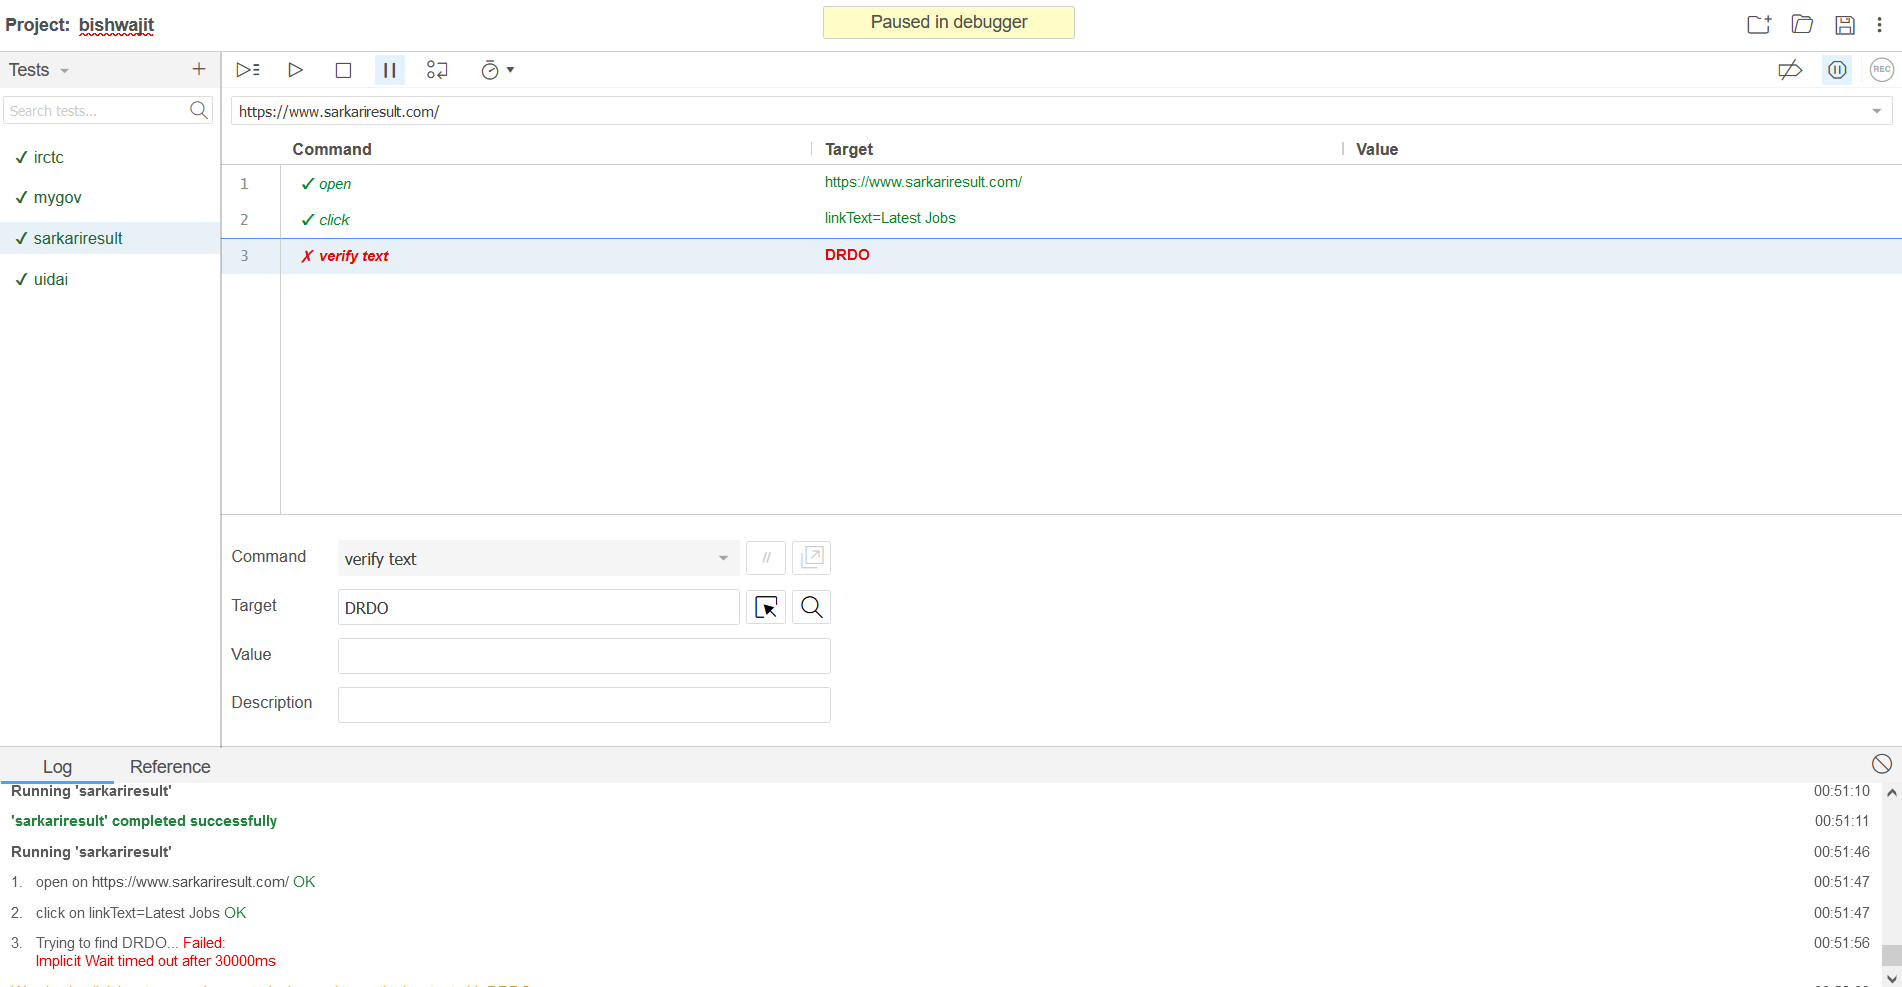 Project: bishwajit
Paused in debugger
Tests
REC
Search tests...
https://www.sarkariresult.com/
irctc
mygov
sarkariresult
uidai
Command Target Value
1 open https://www.sarkariresult.com/
2 click linkText=Latest Jobs
3 verify text DRDO
Command verify text //
Target DRDO
Value
Description
Log Reference
Running 'sarkariresult' 00:51:10
'sarkariresult' completed successfully 00:51:11
Running 'sarkariresult' 00:51:46
1. open on https://www.sarkariresult.com/ OK 00:51:47
2. click on linkText=Latest Jobs OK 00:51:47
3. Trying to find DRDO... Failed: 00:51:56
Implicit Wait timed out after 30000ms